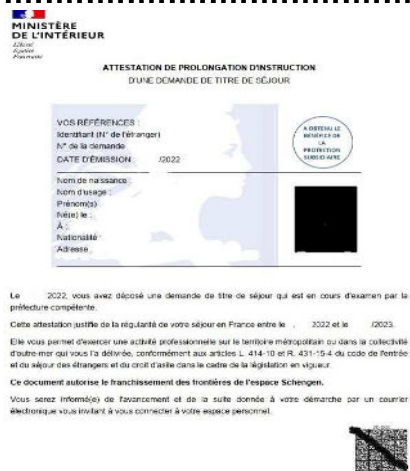 MINISTÈRE
DE L'INTÉRIEUR
Liberté
Égalité
Fraternité
ATTESTATION DE PROLONGATION D'INSTRUCTION
D'UNE DEMANDE DE TITRE DE SÉJOUR
VOS RÉFÉRENCES :
Identifiant (N° de l'étranger)
N° de la demande
DATE D'ÉMISSION /2022
A OBTENU LE
BÉNÉFICE DE
LA
PROTECTION
SUBSIDIAIRE
Nom de naissance :
Nom d'usage :
Prénom(s) :
Né(e) le :
À :
Nationalité :
Adresse :
Le 2022, vous avez déposé une demande de titre de séjour qui est en cours d'examen par la
préfecture compétente.
Cette attestation justifie de la régularité de votre séjour en France entre le . 2022 et le /2023.
Elle vous permet d'exercer une activité professionnelle sur le territoire métropolitain ou dans la collectivité
d'outre-mer qui vous l'a délivrée, conformément aux articles L. 414-10 et R. 431-15-4 du code de l'entrée
et du séjour des étrangers et du droit d'asile dans le cadre de la législation en vigueur.
Ce document autorise le franchissement des frontières de l'espace Schengen.
Vous serez informé(e) de l'avancement et de la suite donnée à votre démarche par un courrier
électronique vous invitant à vous connecter à votre espace personnel.